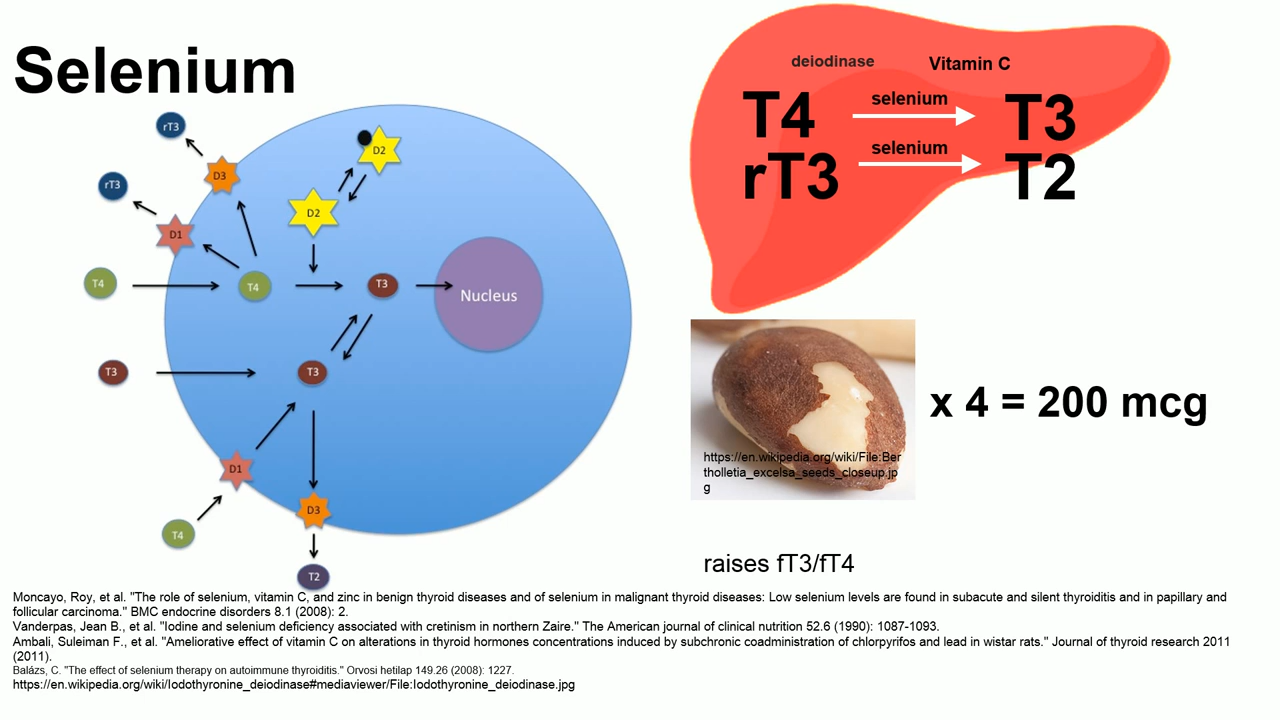 Selenium
rT3
D3
D2
rT3
D2
D1
T4
T4
T3
Nucleus
T3
T3
D1
D3
T4
T2
deiodinase
Vitamin C
T4
selenium
T3
rT3
selenium
T2
https://en.wikipedia.org/wiki/File:Ber
tholletia_excelsa_seeds_closeup.jp
g
x 4 = 200 mcg
raises fT3/fT4
Moncayo, Roy, et al. "The role of selenium, vitamin C, and zinc in benign thyroid diseases and of selenium in malignant thyroid diseases: Low selenium levels are found in subacute and silent thyroiditis and in papillary and
follicular carcinoma." BMC endocrine disorders 8.1 (2008): 2.
Vanderpas, Jean B., et al. "Iodine and selenium deficiency associated with cretinism in northern Zaire." The American journal of clinical nutrition 52.6 (1990): 1087-1093.
Ambali, Suleiman F., et al. "Ameliorative effect of vitamin C on alterations in thyroid hormones concentrations induced by subchronic coadministration of chlorpyrifos and lead in wistar rats." Journal of thyroid research 2011
(2011).
Balázs, C. "The effect of selenium therapy on autoimmune thyroiditis." Orvosi hetilap 149.26 (2008): 1227.
https://en.wikipedia.org/wiki/Iodothyronine_deiodinase#mediaviewer/File:Iodothyronine_deiodinase.jpg